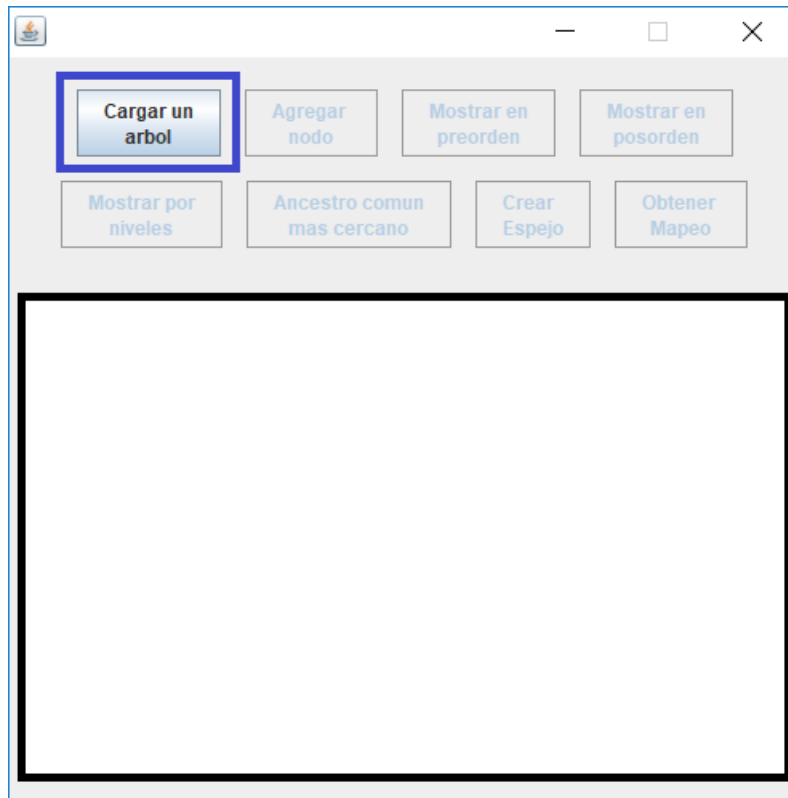 Cargar un
arbol
Agregar
nodo
Mostrar en
preorden
Mostrar en
posorden
Mostrar por
niveles
Ancestro comun
mas cercano
Crear
Espejo
Obtener
Mapeo